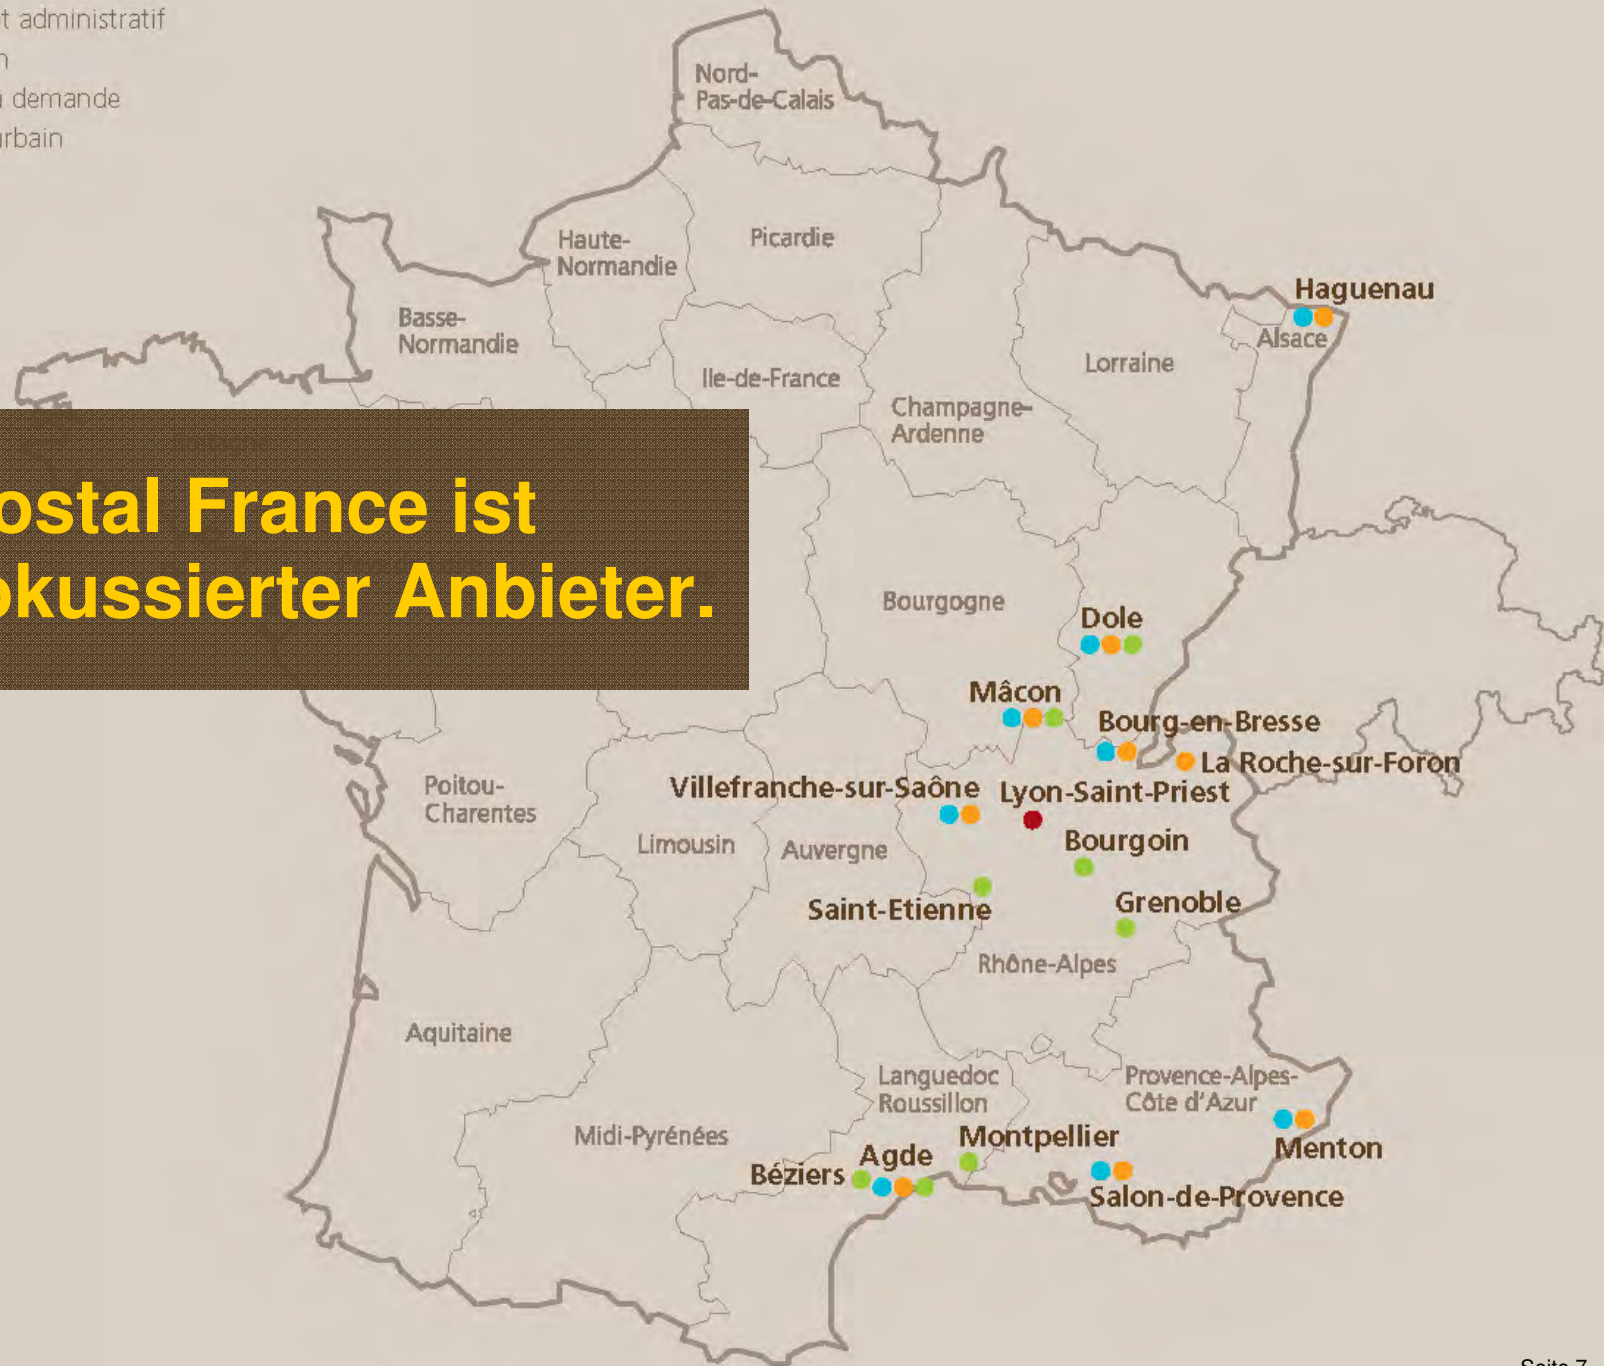 t administratif
n
demande
rbain
Nord-
Pas-de-Calais
Haute-
Normandie
Picardie
Haguenau
Basse-
Normandie
Alsace
Ile-de-France
Lorraine
Champagne-
Ardenne
ostal France ist
okussierter Anbieter.
Bourgogne
Dole
Mâcon
Bourg-en-Bresse
La Roche-sur-Foron
Poitou-
Charentes
Villefranche-sur-Saône
Lyon-Saint-Priest
Limousin
Auvergne
Bourgoin
Saint-Etienne
Grenoble
Rhône-Alpes
Aquitaine
Languedoc
Roussillon
Provence-Alpes-
Côte d'Azur
Midi-Pyrénées
Montpellier
Menton
Béziers
Agde
Salon-de-Provence